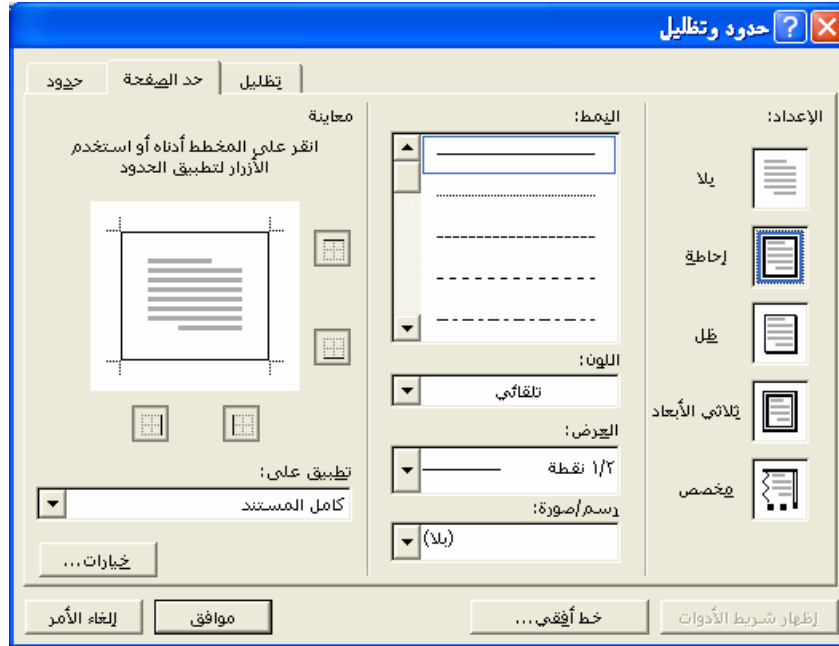 حدود وتظليل
حدود
حد الصفحة
تظليل
الإعداد:
بلا
إحاطة
ظل
ثلاثي الأبعاد
مخصص
النمط:
اللون:
تلقائي
العرض:
١/٢ نقطة
رسم/صورة:
(بلا)
معاينة
انقر على المخطط أدناه أو استخدم
الأزرار لتطبيق الحدود
تطبيق على:
كامل المستند
خيارات...
إظهار شريط الأدوات
خط أفقي...
موافق
إلغاء الأمر